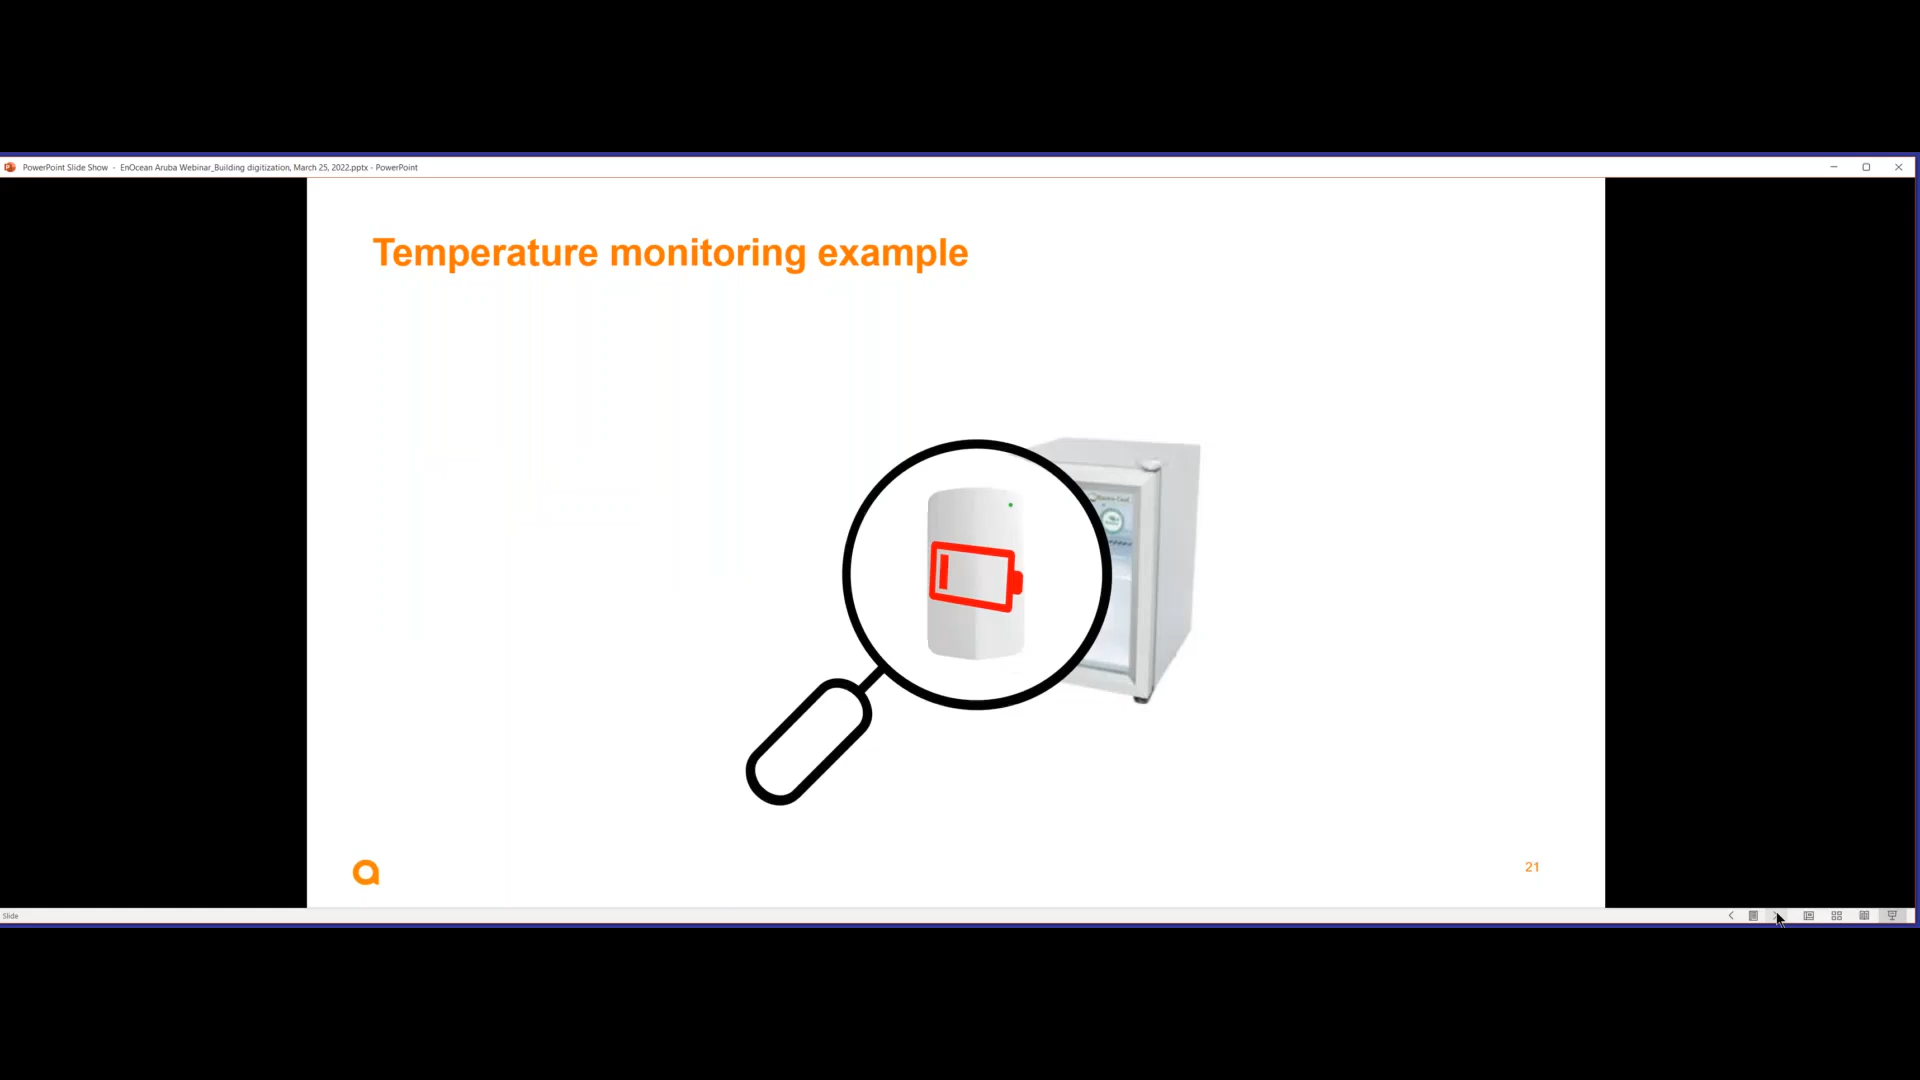 PowerPoint Slide Show - EnOcean Aruba Webinar_Building digitization, March 25, 2022.pptx - PowerPoint
Temperature monitoring example
21
Slide